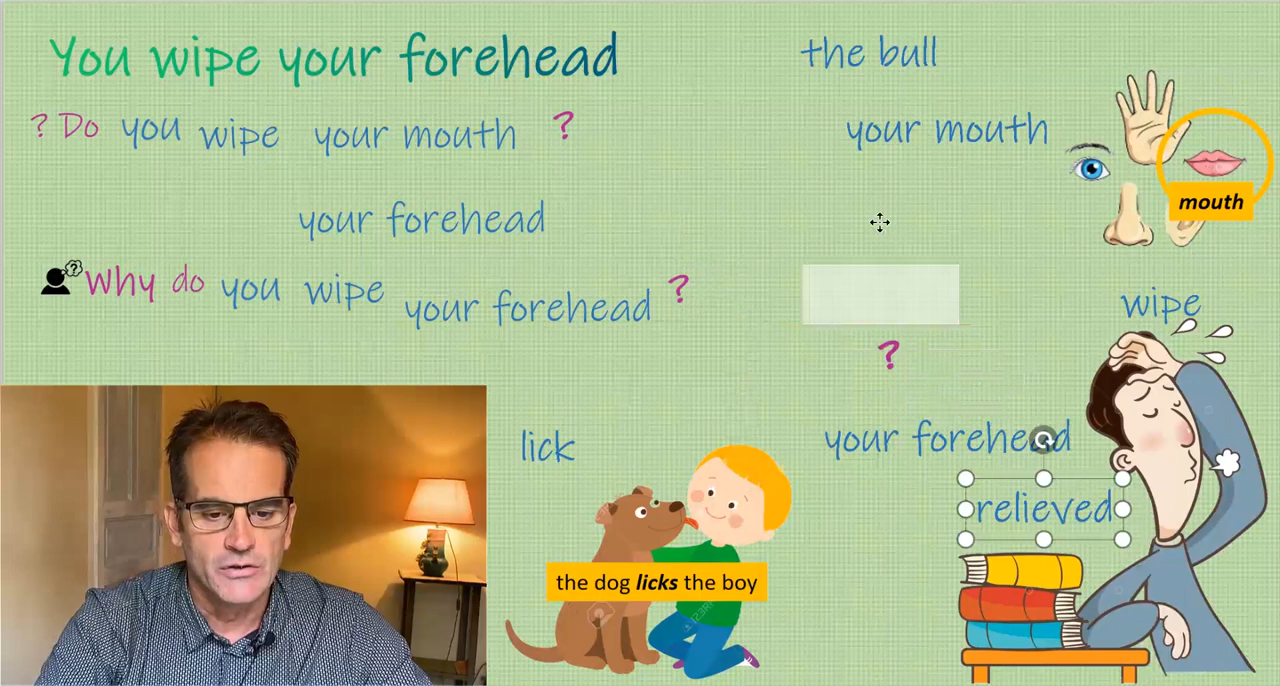 You wipe your forehead
? Do you wipe your mouth ?
your forehead
? Why do you wipe your forehead ?
the bull
your mouth
mouth
wipe
?
lick
the dog licks the boy
your forehead
relieved